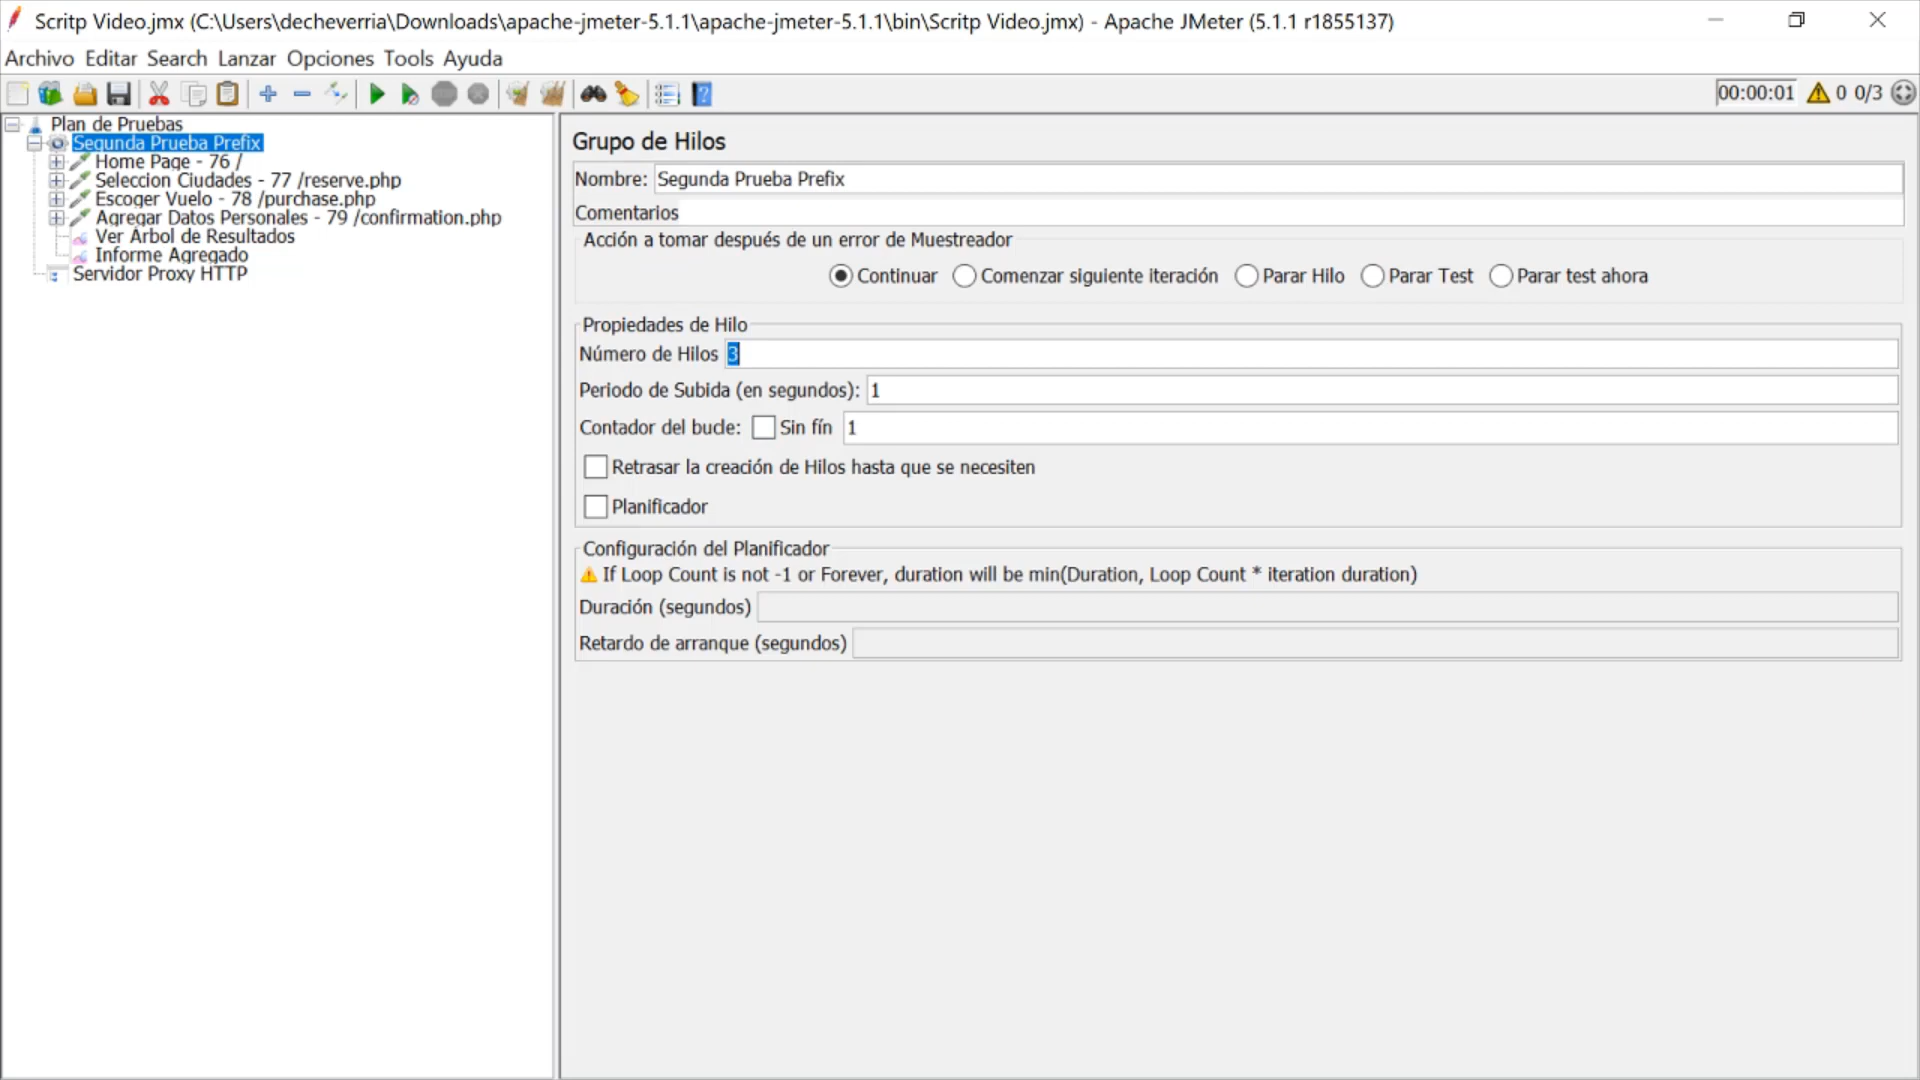 Scritp Video.jmx (C:\Users\decheverria\Downloads\apache-jmeter-5.1.1\apache-jmeter-5.1.1\bin\Scritp Video.jmx) - Apache JMeter (5.1.1 r1855137)
Archivo Editar Search Lanzar Opciones Tools Ayuda
00:00:01 0 0/3
Plan de Pruebas
Segunda Prueba Prefix
Home Page - 76 /
Seleccion Ciudades - 77 /reserve.php
Escoger Vuelo - 78 /purchase.php
Agregar Datos Personales - 79 /confirmation.php
Ver Árbol de Resultados
Informe Agregado
Servidor Proxy HTTP
Grupo de Hilos
Nombre: Segunda Prueba Prefix
Comentarios
Acción a tomar después de un error de Muestreador
Continuar Comenzar siguiente iteración Parar Hilo Parar Test Parar test ahora
Propiedades de Hilo
Número de Hilos 3
Periodo de Subida (en segundos): 1
Contador del bucle: Sin fín 1
Retrasar la creación de Hilos hasta que se necesiten
Planificador
Configuración del Planificador
If Loop Count is not -1 or Forever, duration will be min(Duration, Loop Count * iteration duration)
Duración (segundos)
Retardo de arranque (segundos)